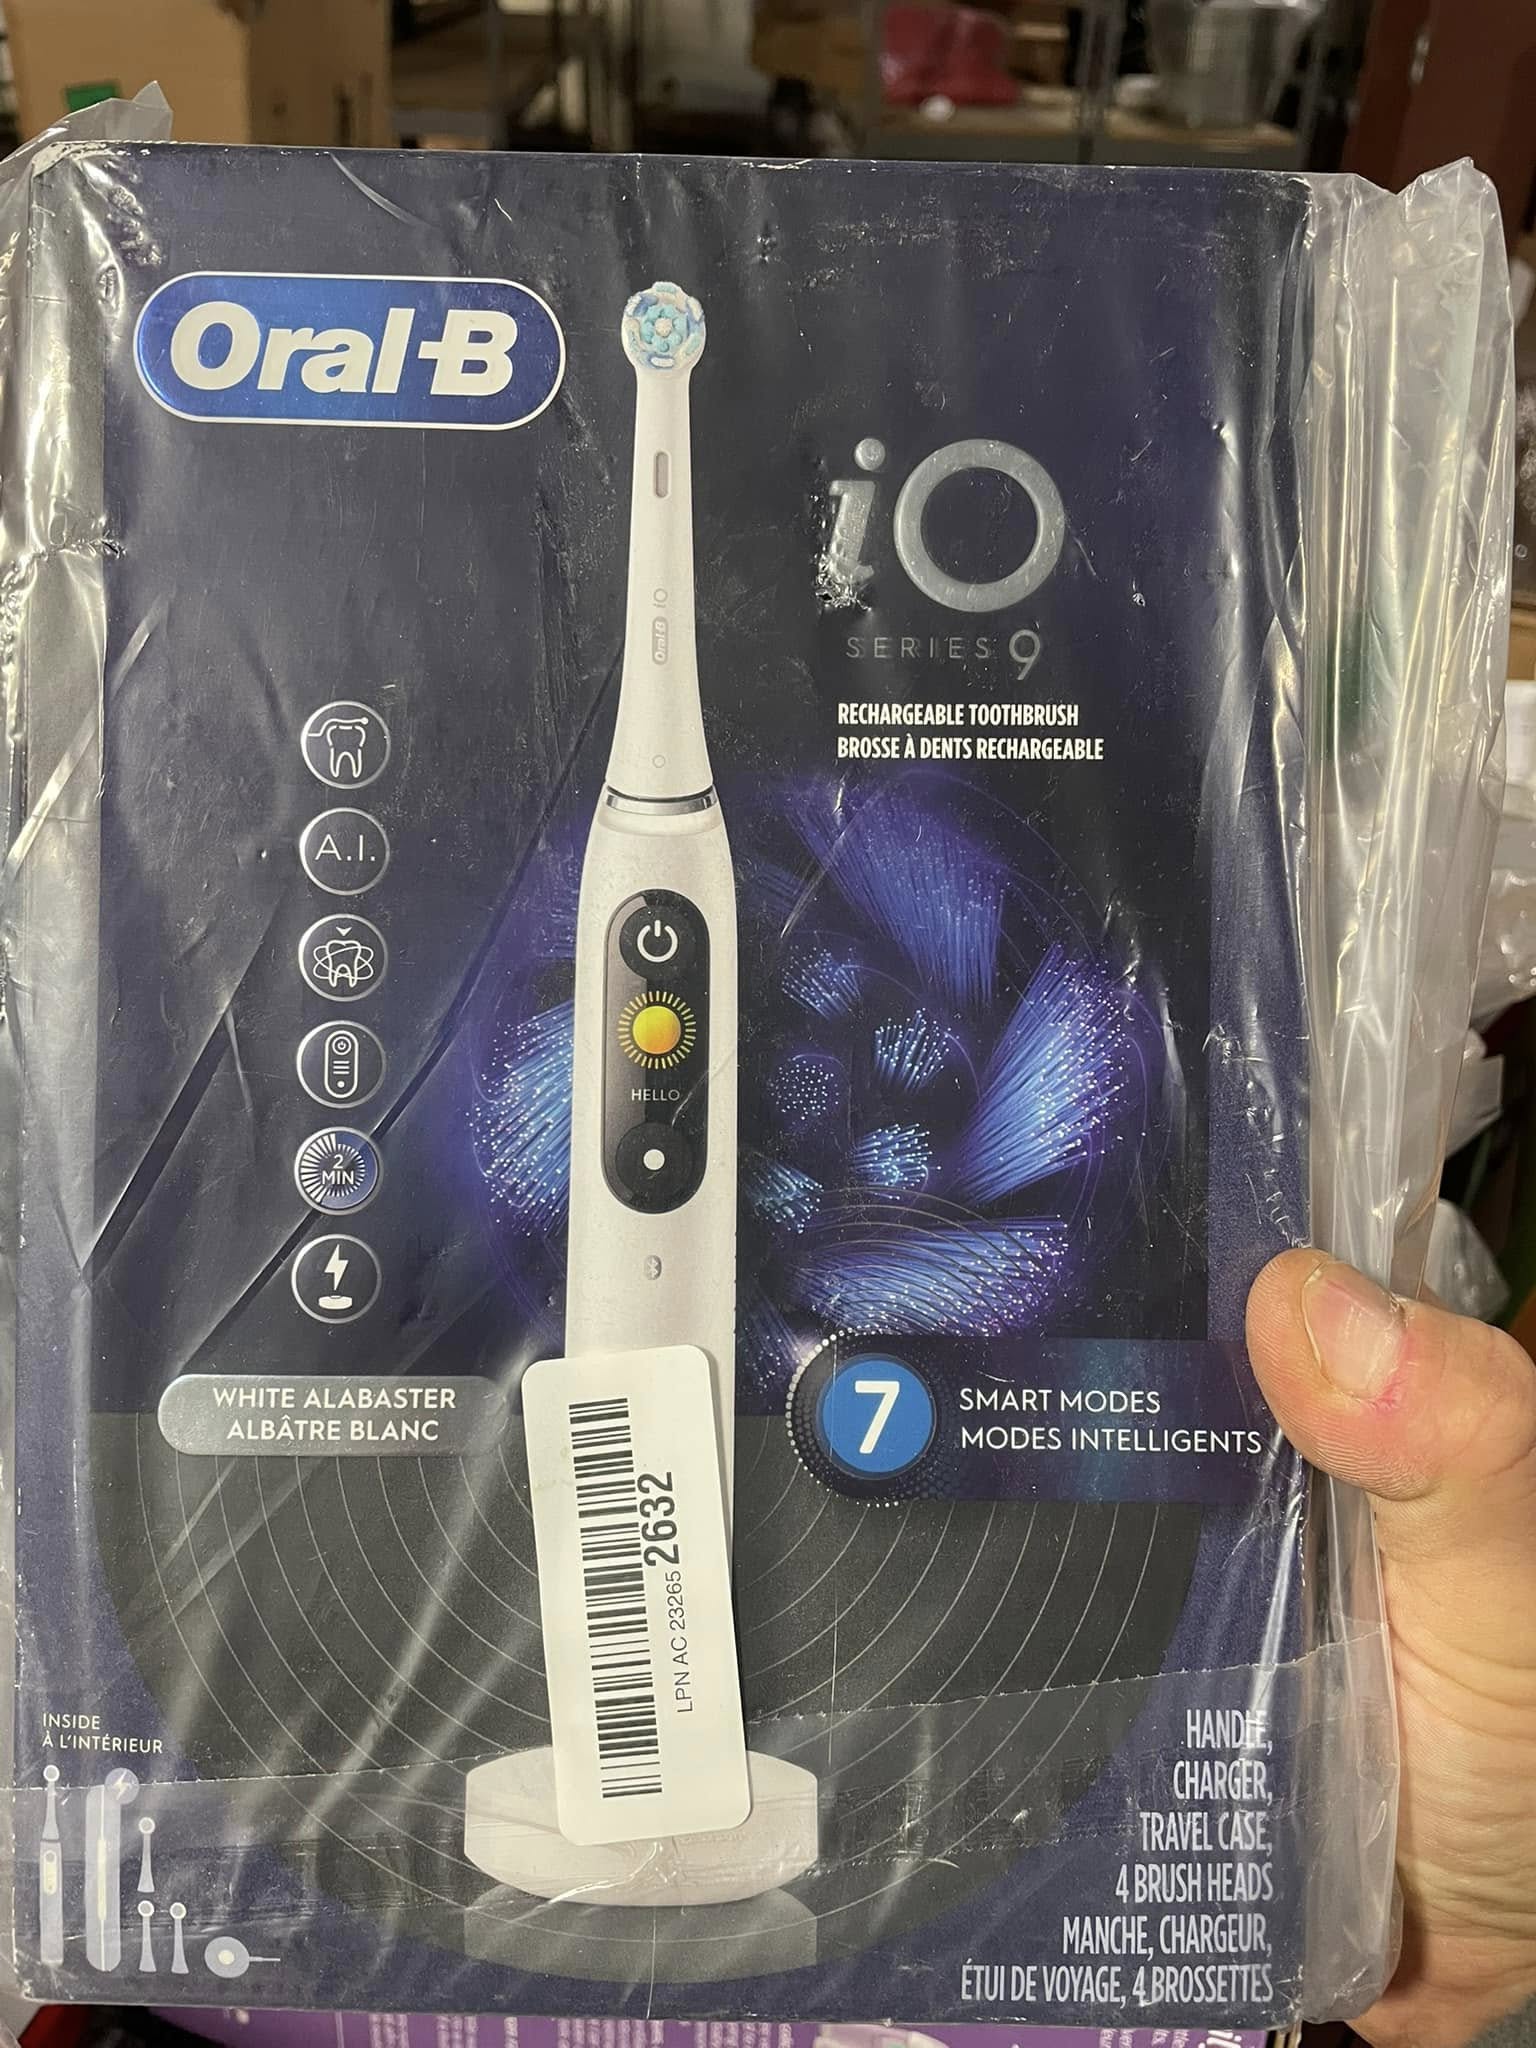 Oral-B
iO
SERIES 9
RECHARGEABLE TOOTHBRUSH
BROSSE À DENTS RECHARGEABLE
Oral-B iO
A.I.
HELLO
2
MIN
WHITE ALABASTER
ALBÂTRE BLANC
7
SMART MODES
MODES INTELLIGENTS
LPN AC 23265 2632
INSIDE
À L'INTÉRIEUR
HANDLE,
CHARGER,
TRAVEL CASE,
4 BRUSH HEADS
MANCHE, CHARGEUR,
ÉTUI DE VOYAGE, 4 BROSSETTES